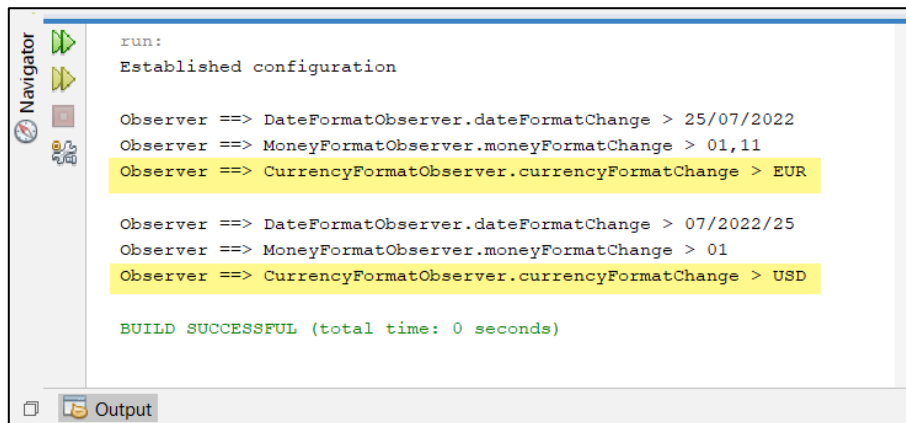 Navigator
run:
Established configuration
Observer ==> DateFormatObserver.dateFormatChange > 25/07/2022
Observer ==> MoneyFormatObserver.moneyFormatChange > 01,11
Observer ==> CurrencyFormatObserver.currencyFormatChange > EUR
Observer ==> DateFormatObserver.dateFormatChange > 07/2022/25
Observer ==> MoneyFormatObserver.moneyFormatChange > 01
Observer ==> CurrencyFormatObserver.currencyFormatChange > USD
BUILD SUCCESSFUL (total time: 0 seconds)
Output